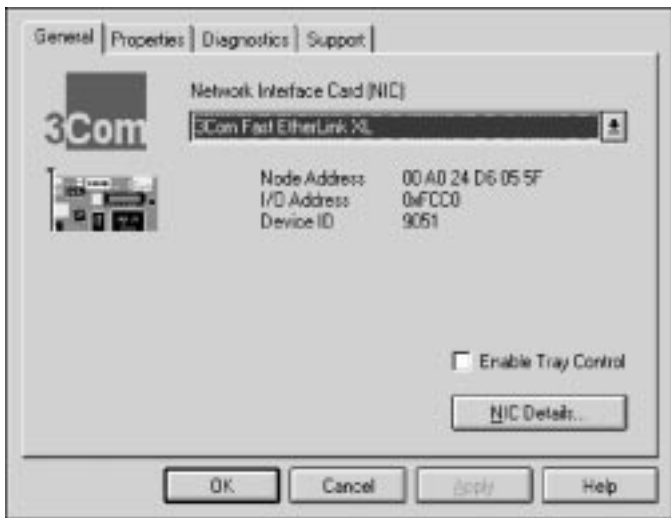 General Properties Diagnostics Support
3Com
Network Interface Card (NIC)
3Com Fast EtherLink XL
Node Address 00 A0 24 D6 05 5F
I/O Address 0xFCC0
Device ID 9051
Enable Tray Control
NIC Details...
OK Cancel Apply Help